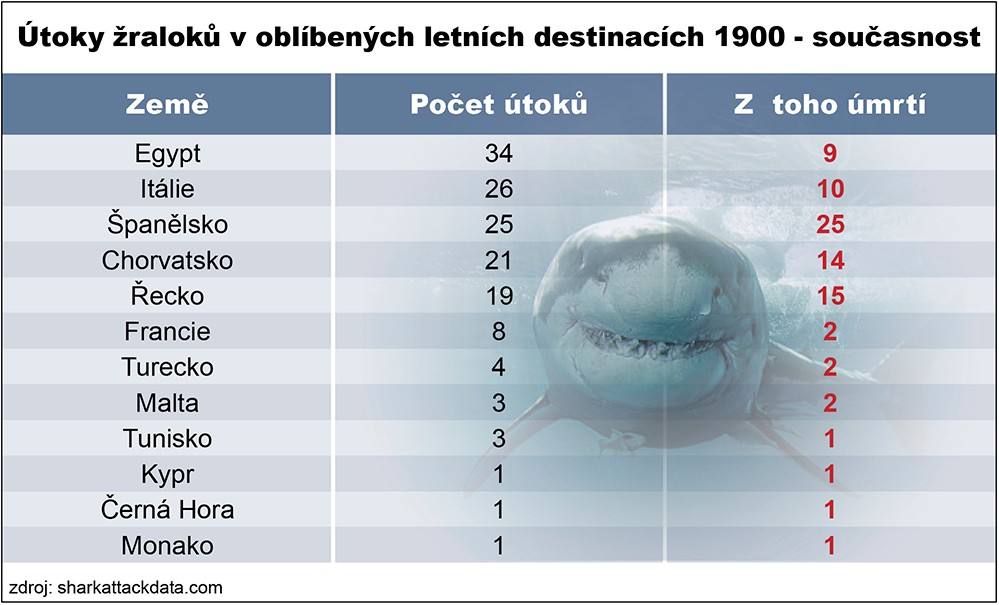 Útoky žraloků v oblíbených letních destinacích 1900 - současnost
Země Počet útoků Z toho úmrtí
Egypt 34 9
Itálie 26 10
Španělsko 25 25
Chorvatsko 21 14
Řecko 19 15
Francie 8 2
Turecko 4 2
Malta 3 2
Tunisko 3 1
Kypr 1 1
Černá Hora 1 1
Monako 1 1
zdroj: sharkattackdata.com